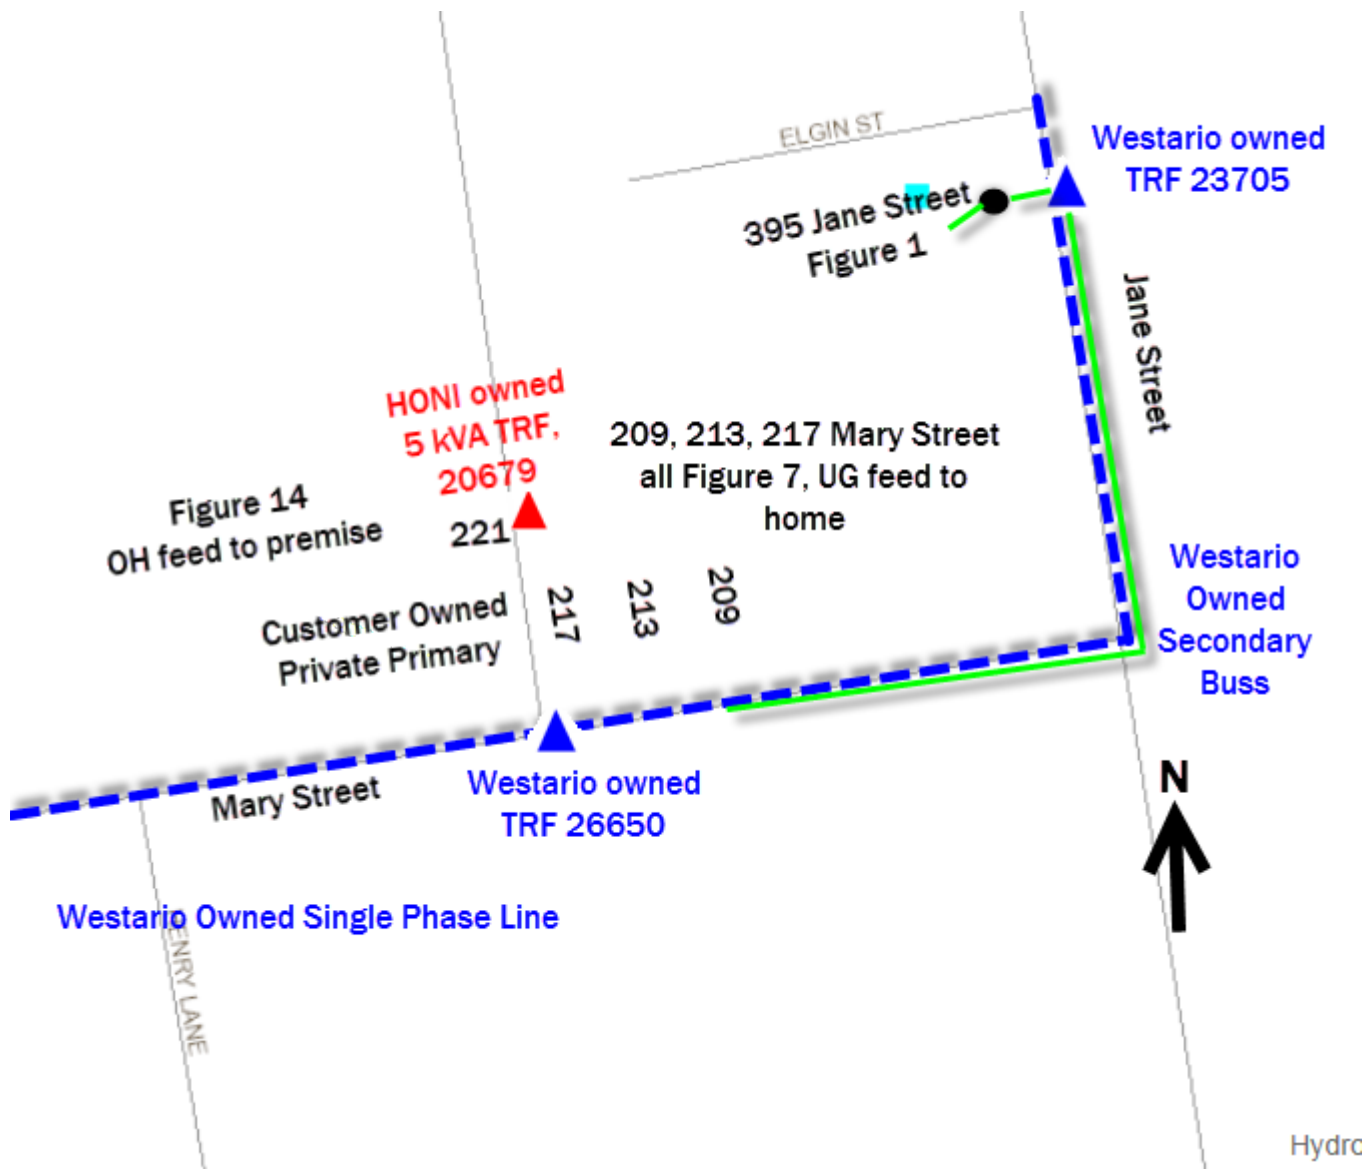 ELGIN ST
Westario owned
TRF 23705
395 Jane Street
Figure 1
Jane Street
HONI owned
5 kVA TRF,
20679
209, 213, 217 Mary Street
all Figure 7, UG feed to
home
Figure 14
OH feed to premise
221
217
213
209
Customer Owned
Private Primary
Westario
Owned
Secondary
Buss
Mary Street
Westario owned
TRF 26650
N
Westario Owned Single Phase Line
ENRY LANE
Hydro